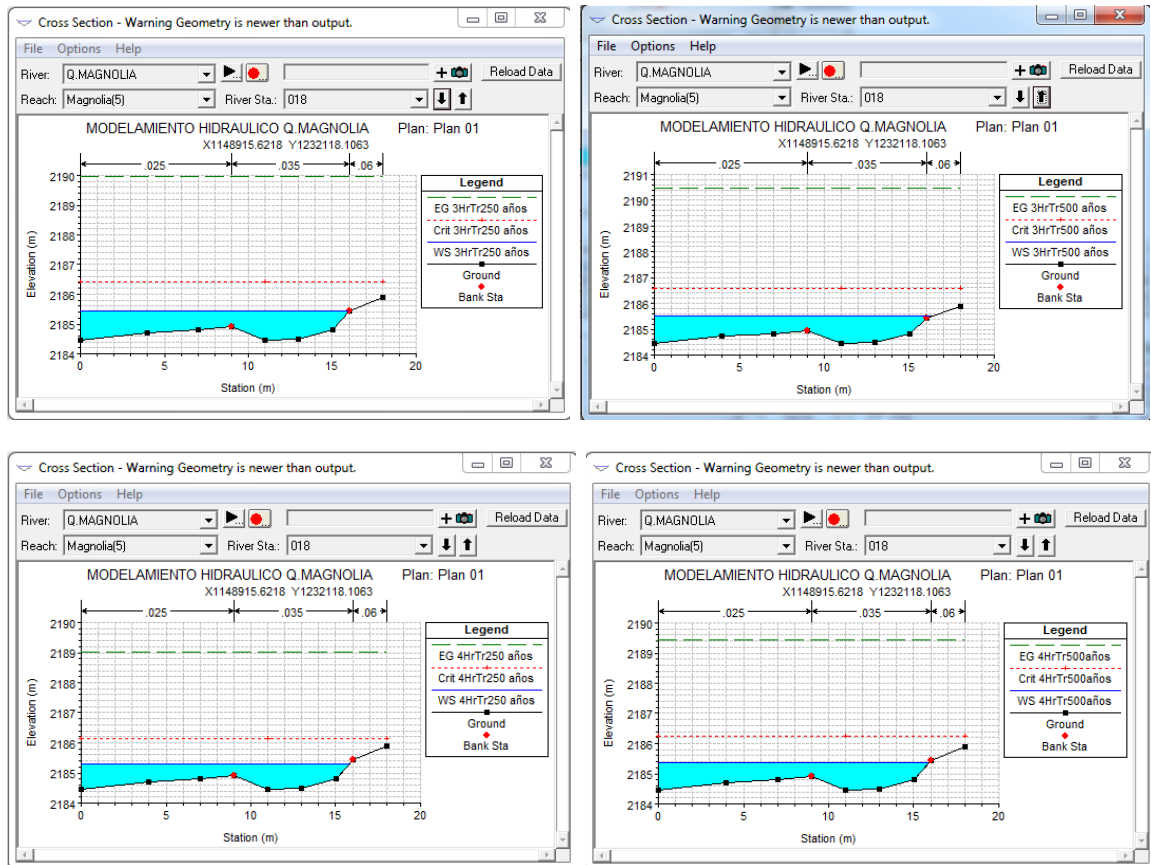 Cross Section - Warning Geometry is newer than output.
File Options Help
River: Q.MAGNOLIA Reload Data
Reach: Magnolia(5) River Sta.: 018
MODELAMIENTO HIDRAULICO Q.MAGNOLIA Plan: Plan 01
X1148915.6218 Y1232118.1063
.025 .035 .06
2190
2189
2188
2187
2186
2185
2184
Elevation (m)
0 5 10 15 20
Station (m)
Legend
EG 3HrTr250 años
Crit 3HrTr250 años
WS 3HrTr250 años
Ground
Bank Sta
Cross Section - Warning Geometry is newer than output.
File Options Help
River: Q.MAGNOLIA Reload Data
Reach: Magnolia(5) River Sta.: 018
MODELAMIENTO HIDRAULICO Q.MAGNOLIA Plan: Plan 01
X1148915.6218 Y1232118.1063
.025 .035 .06
2191
2190
2189
2188
2187
2186
2185
2184
Elevation (m)
0 5 10 15 20
Station (m)
Legend
EG 3HrTr500 años
Crit 3HrTr500 años
WS 3HrTr500 años
Ground
Bank Sta
Cross Section - Warning Geometry is newer than output.
File Options Help
River: Q.MAGNOLIA Reload Data
Reach: Magnolia(5) River Sta.: 018
MODELAMIENTO HIDRAULICO Q.MAGNOLIA Plan: Plan 01
X1148915.6218 Y1232118.1063
.025 .035 .06
2190
2189
2188
2187
2186
2185
2184
Elevation (m)
0 5 10 15 20
Station (m)
Legend
EG 4HrTr250 años
Crit 4HrTr250 años
WS 4HrTr250 años
Ground
Bank Sta
Cross Section - Warning Geometry is newer than output.
File Options Help
River: Q.MAGNOLIA Reload Data
Reach: Magnolia(5) River Sta.: 018
MODELAMIENTO HIDRAULICO Q.MAGNOLIA Plan: Plan 01
X1148915.6218 Y1232118.1063
.025 .035 .06
2190
2189
2188
2187
2186
2185
2184
Elevation (m)
0 5 10 15 20
Station (m)
Legend
EG 4HrTr500años
Crit 4HrTr500años
WS 4HrTr500años
Ground
Bank Sta